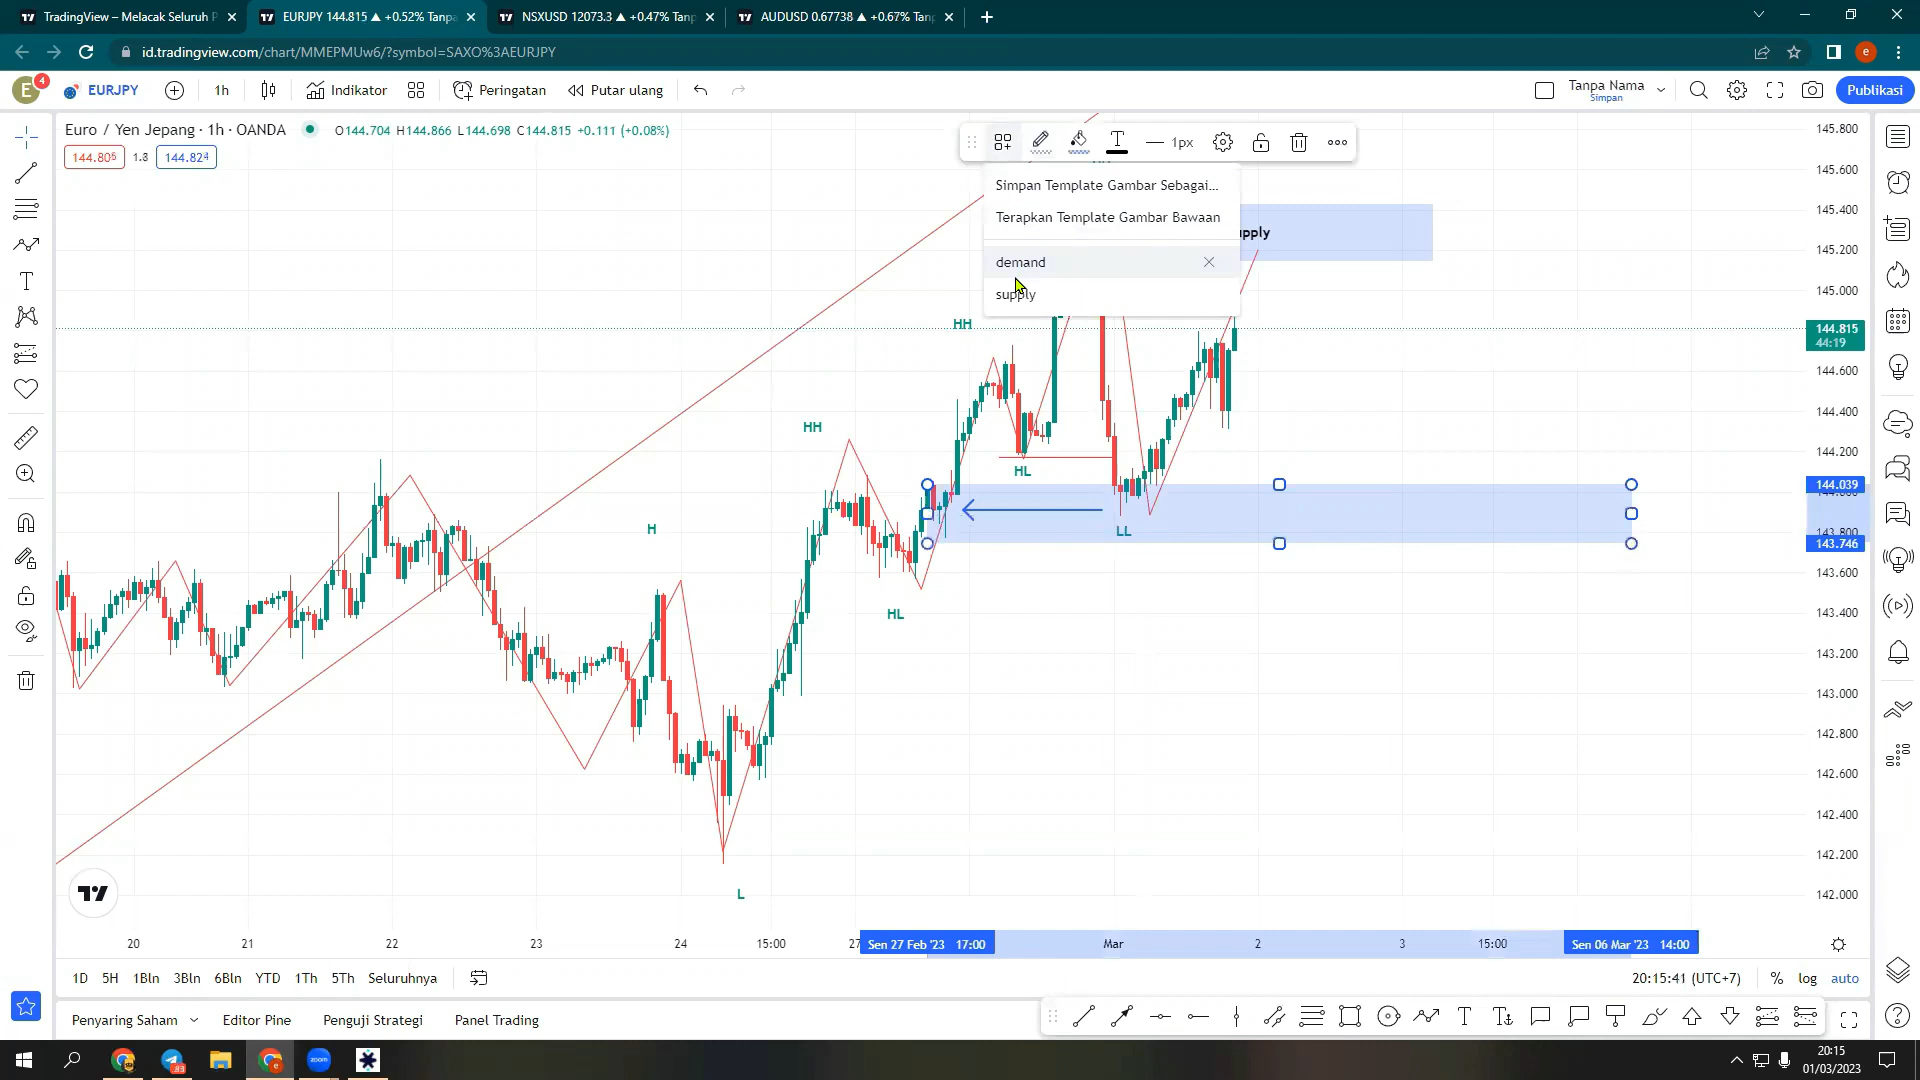 TradingView – Melacak Seluruh P
EURJPY 144.815 ▲ +0.52% Tanpa
NSXUSD 12073.3 ▲ +0.47% Tanp
AUDUSD 0.67738 ▲ +0.67% Tan
id.tradingview.com/chart/MMEPMUw6/?symbol=SAXO%3AEURJPY
e
E
4
EURJPY
1h
Indikator
Peringatan
Putar ulang
Tanpa Nama
Simpan
Publikasi
Euro / Yen Jepang · 1h · OANDA
O144.704 H144.866 L144.698 C144.815 +0.111 (+0.08%)
144.806
1.8
144.824
1px
Simpan Template Gambar Sebagai...
Terapkan Template Gambar Bawaan
demand
supply
upply
HH
HH
HL
LL
H
HL
L
145.800
145.600
145.400
145.200
145.000
144.815
44:19
144.600
144.400
144.200
144.039
143.800
143.746
143.600
143.400
143.200
143.000
142.800
142.600
142.400
142.200
142.000
20
21
22
23
24
15:00
27
Sen 27 Feb '23 17:00
Mar
2
3
15:00
Sen 06 Mar '23 14:00
1D
5H
1Bln
3Bln
6Bln
YTD
1Th
5Th
Seluruhnya
20:15:41 (UTC+7)
%
log
auto
Penyaring Saham
Editor Pine
Penguji Strategi
Panel Trading
zoom
20:15
01/03/2023